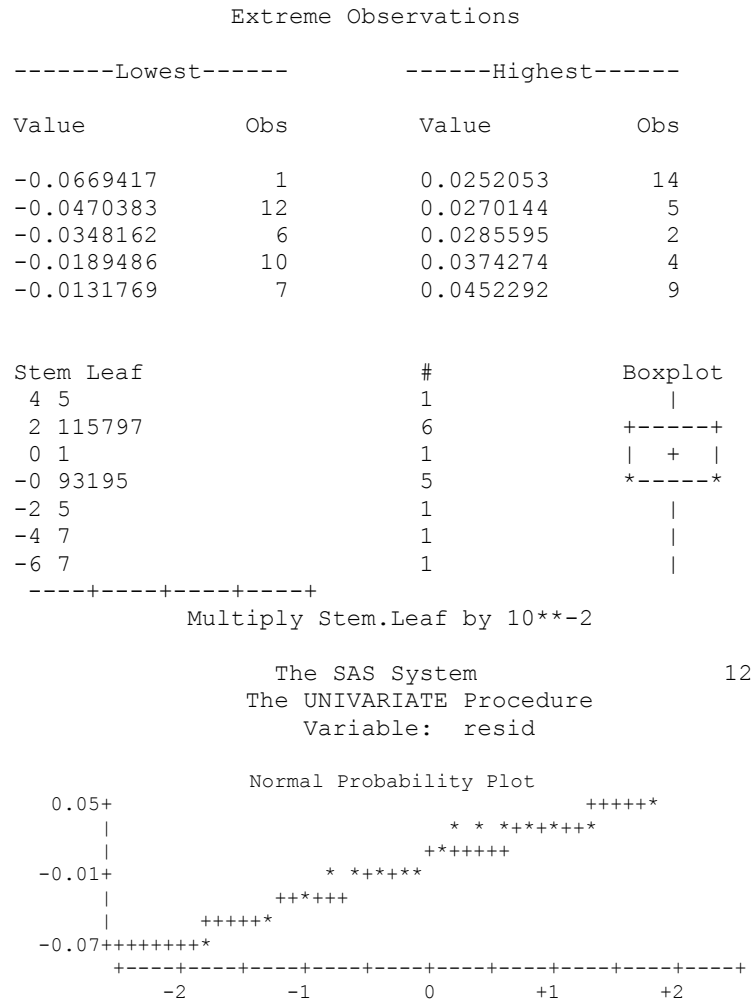 Extreme Observations
-------Lowest------ ------Highest------
Value Obs Value Obs
-0.0669417 1 0.0252053 14
-0.0470383 12 0.0270144 5
-0.0348162 6 0.0285595 2
-0.0189486 10 0.0374274 4
-0.0131769 7 0.0452292 9
Stem Leaf # Boxplot
4 5 1 |
2 115797 6 +-----+
0 1 1 | + |
-0 93195 5 *-----*
-2 5 1 |
-4 7 1 |
-6 7 1 |
----+----+----+----+
Multiply Stem.Leaf by 10**-2
The SAS System 12
The UNIVARIATE Procedure
Variable: resid
Normal Probability Plot
0.05+ +++++*
| * * *+*+*++*
| +*+++++
-0.01+ * *+*+**
| ++*+++
| +++++*
-0.07++++++++*
+----+----+----+----+----+----+----+----+----+----+
-2 -1 0 +1 +2